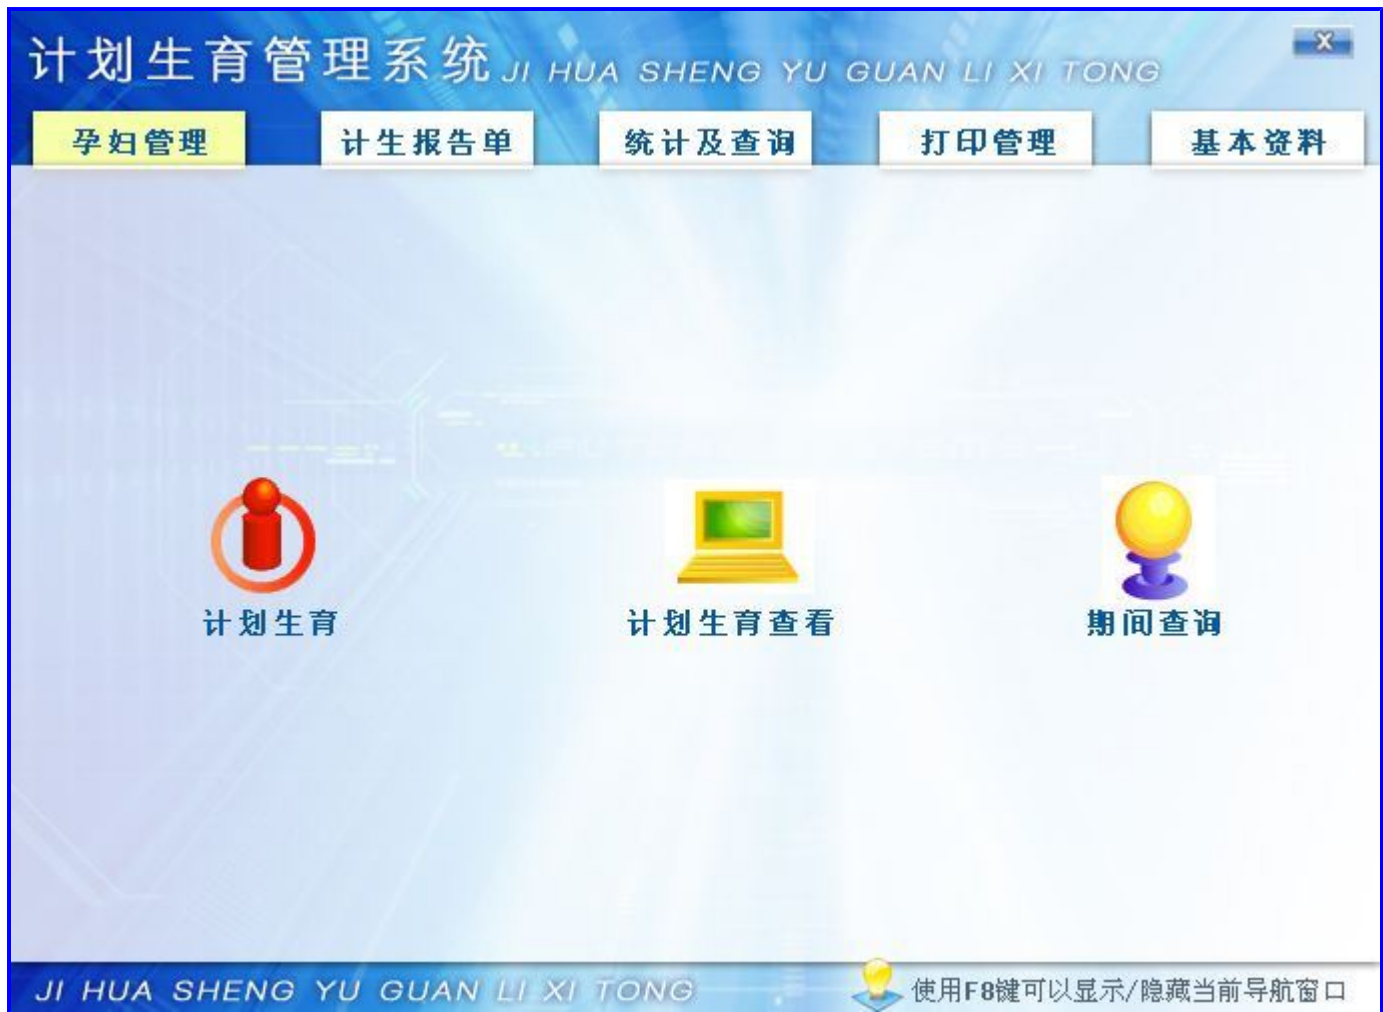 计划生育管理系统 JI HUA SHENG YU GUAN LI XI TONG
X
孕妇管理 计生报告单 统计及查询 打印管理 基本资料
计划生育 计划生育查看 期间查询
JI HUA SHENG YU GUAN LI XI TONG 使用F8键可以显示/隐藏当前导航窗口